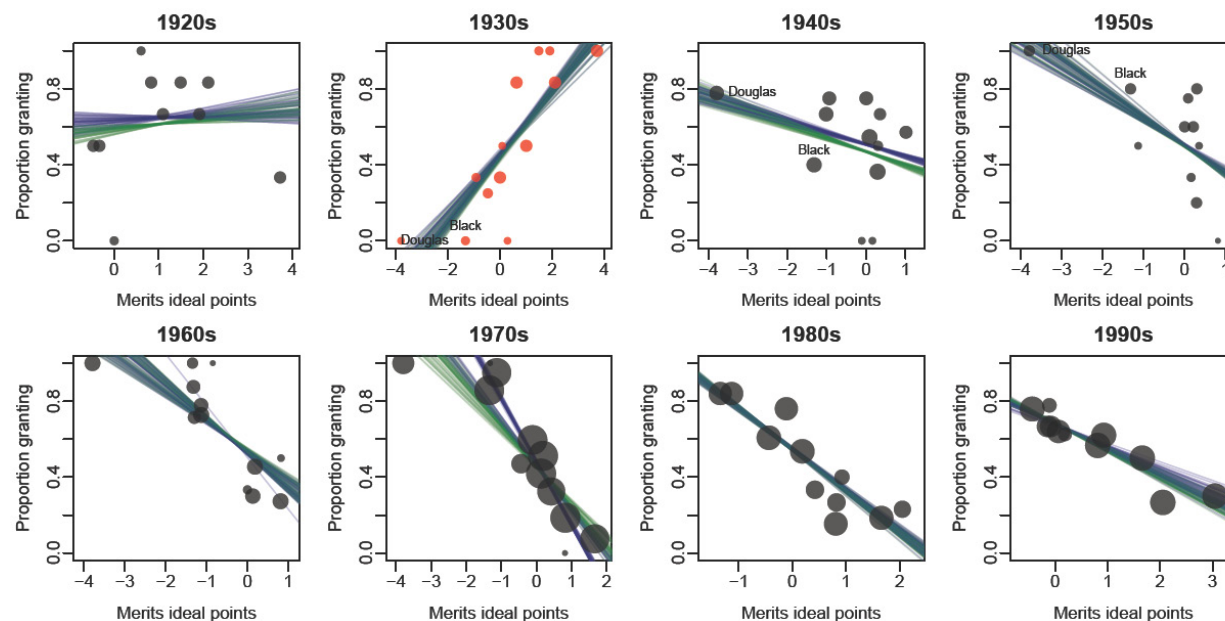 1920s
Proportion granting
0.8
0.4
0.0
0 1 2 3 4
Merits ideal points
1930s
Proportion granting
0.8
0.4
0.0
Black
Douglas
−4 −2 0 2 4
Merits ideal points
1940s
Proportion granting
0.8
0.4
0.0
Douglas
Black
−4 −3 −2 −1 0 1
Merits ideal points
1950s
Proportion granting
0.8
0.4
0.0
Douglas
Black
−4 −3 −2 −1 0 1
Merits ideal points
1960s
Proportion granting
0.8
0.4
0.0
−4 −3 −2 −1 0 1
Merits ideal points
1970s
Proportion granting
0.8
0.4
0.0
−4 −3 −2 −1 0 1 2
Merits ideal points
1980s
Proportion granting
0.8
0.4
0.0
−1 0 1 2
Merits ideal points
1990s
Proportion granting
0.8
0.4
0.0
0 1 2 3
Merits ideal points